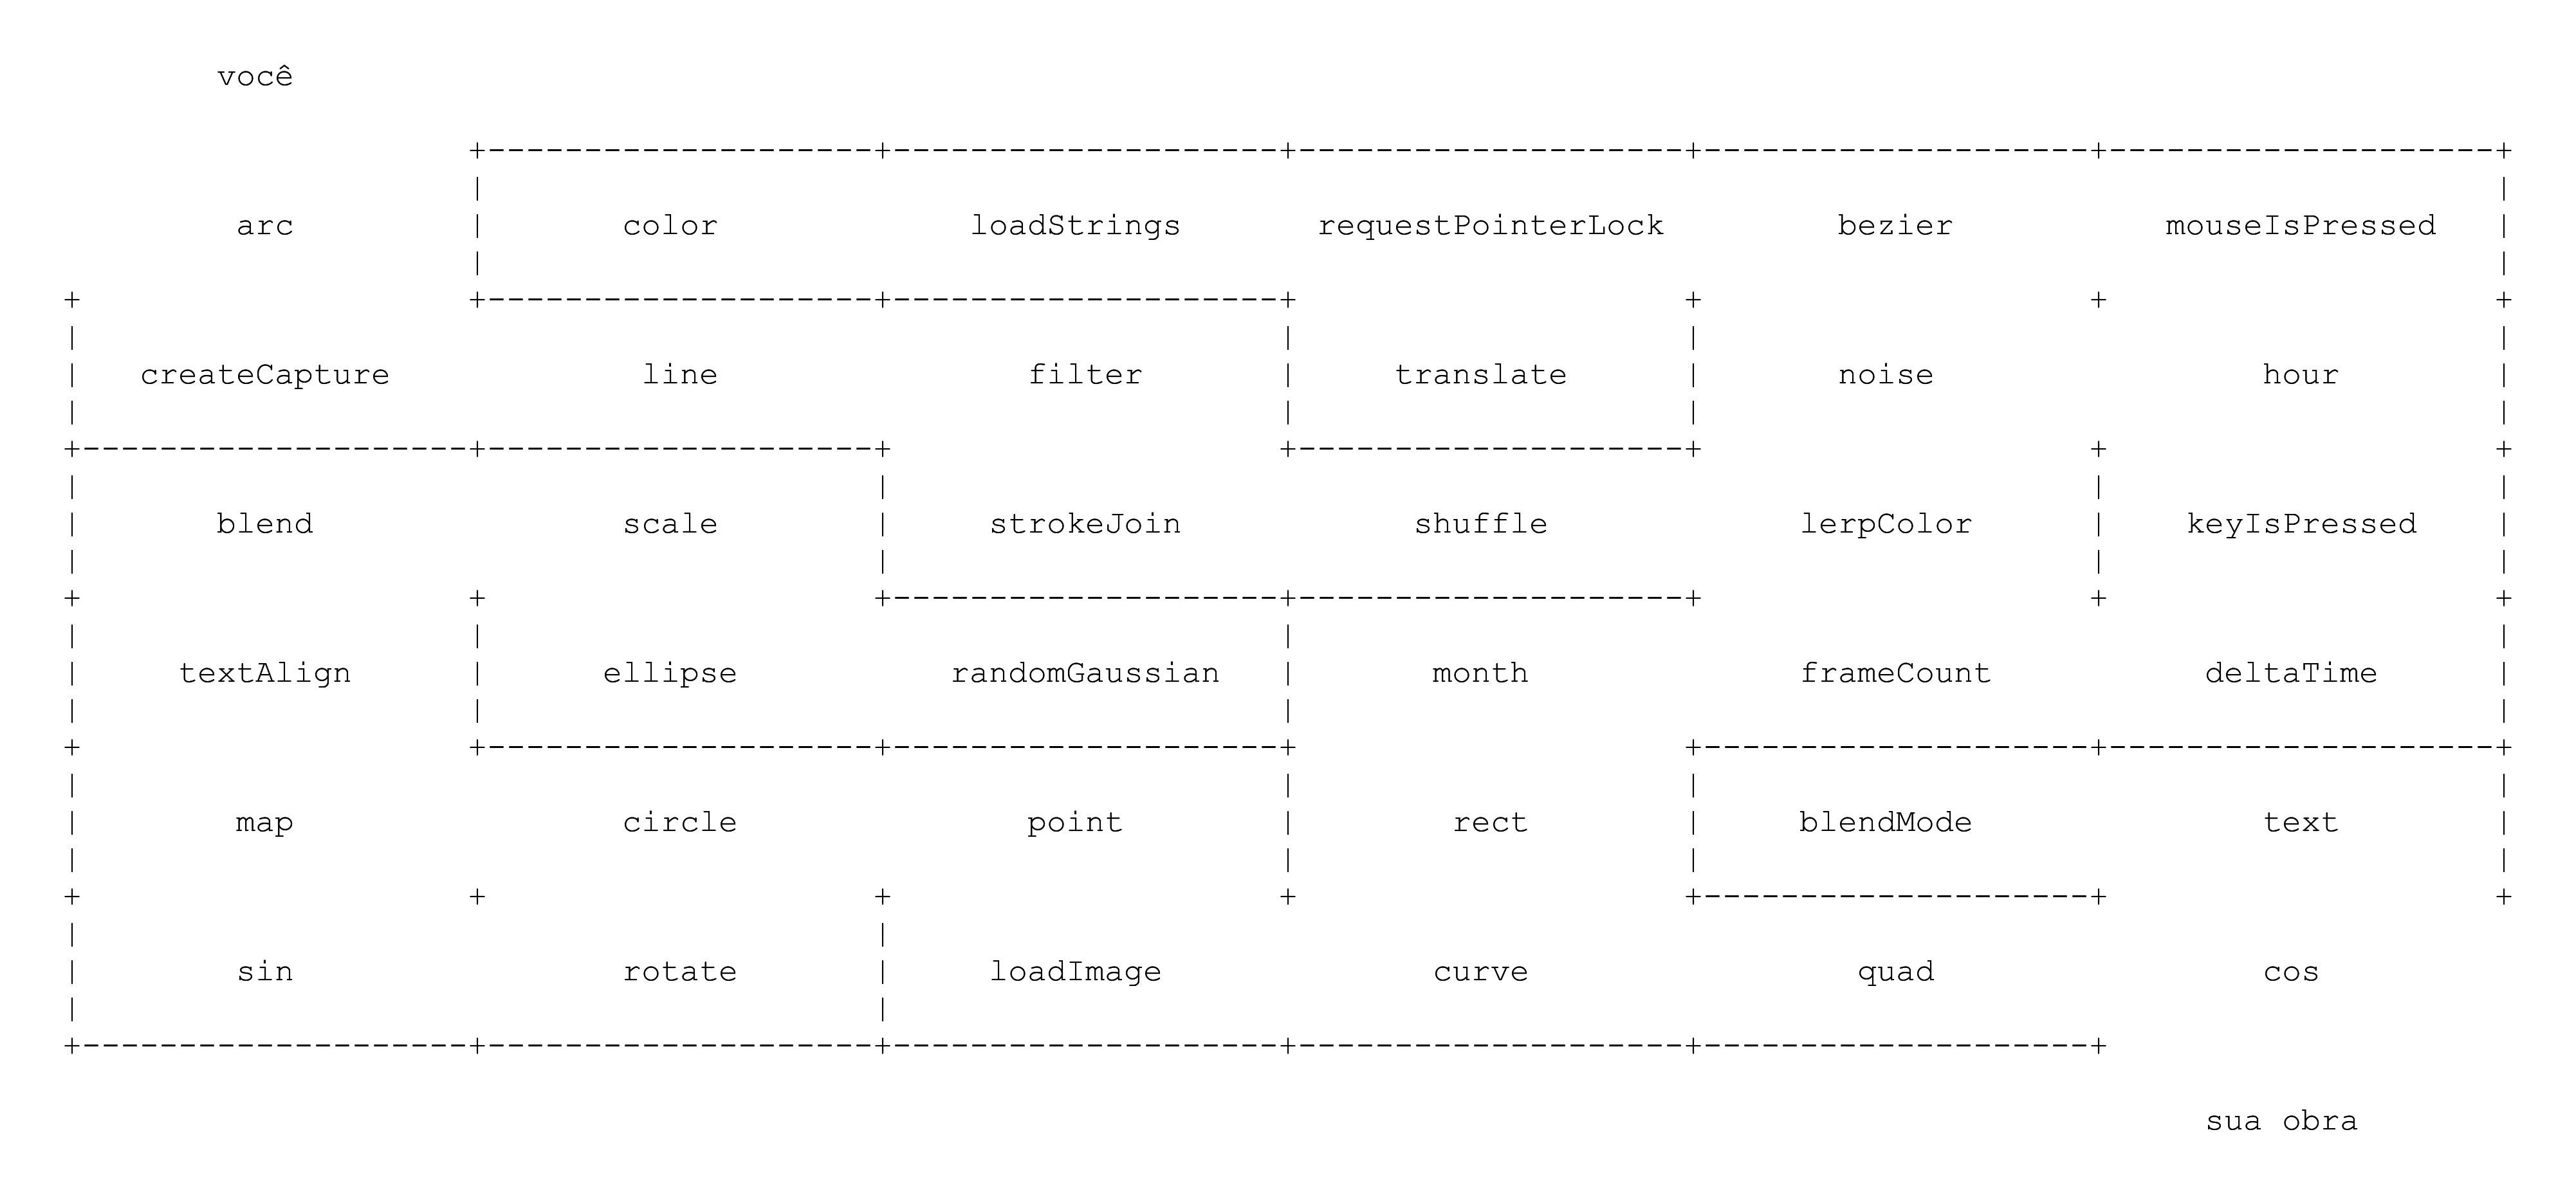 você
arc color loadStrings requestPointerLock bezier mouseIsPressed
createCapture line filter translate noise hour
blend scale strokeJoin shuffle lerpColor keyIsPressed
textAlign ellipse randomGaussian month frameCount deltaTime
map circle point rect blendMode text
sin rotate loadImage curve quad cos
sua obra